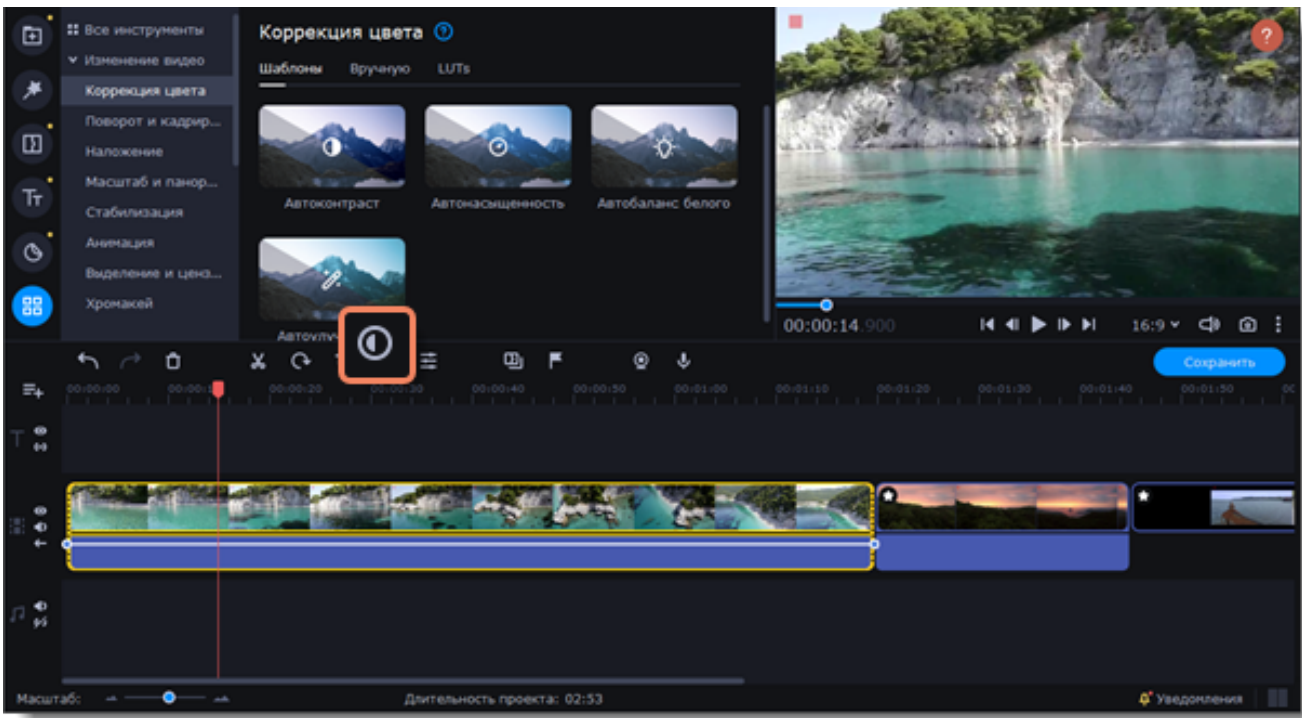 Все инструменты
Изменение видео
Коррекция цвета
Поворот и кадрир...
Наложение
Масштаб и панор...
Стабилизация
Анимация
Выделение и ценз...
Хромакей
Коррекция цвета ?
Шаблоны Вручную LUTs
Автоконтраст Автонасыщенность Автобаланс белого
?
00:00:14.900
16:9
Сохранить
00:00:00 00:00:20 00:00:30 00:00:40 00:00:50 00:01:00 00:01:10 00:01:20 00:01:30 00:01:40 00:01:50
Масштаб: Длительность проекта: 02:53 Уведомления